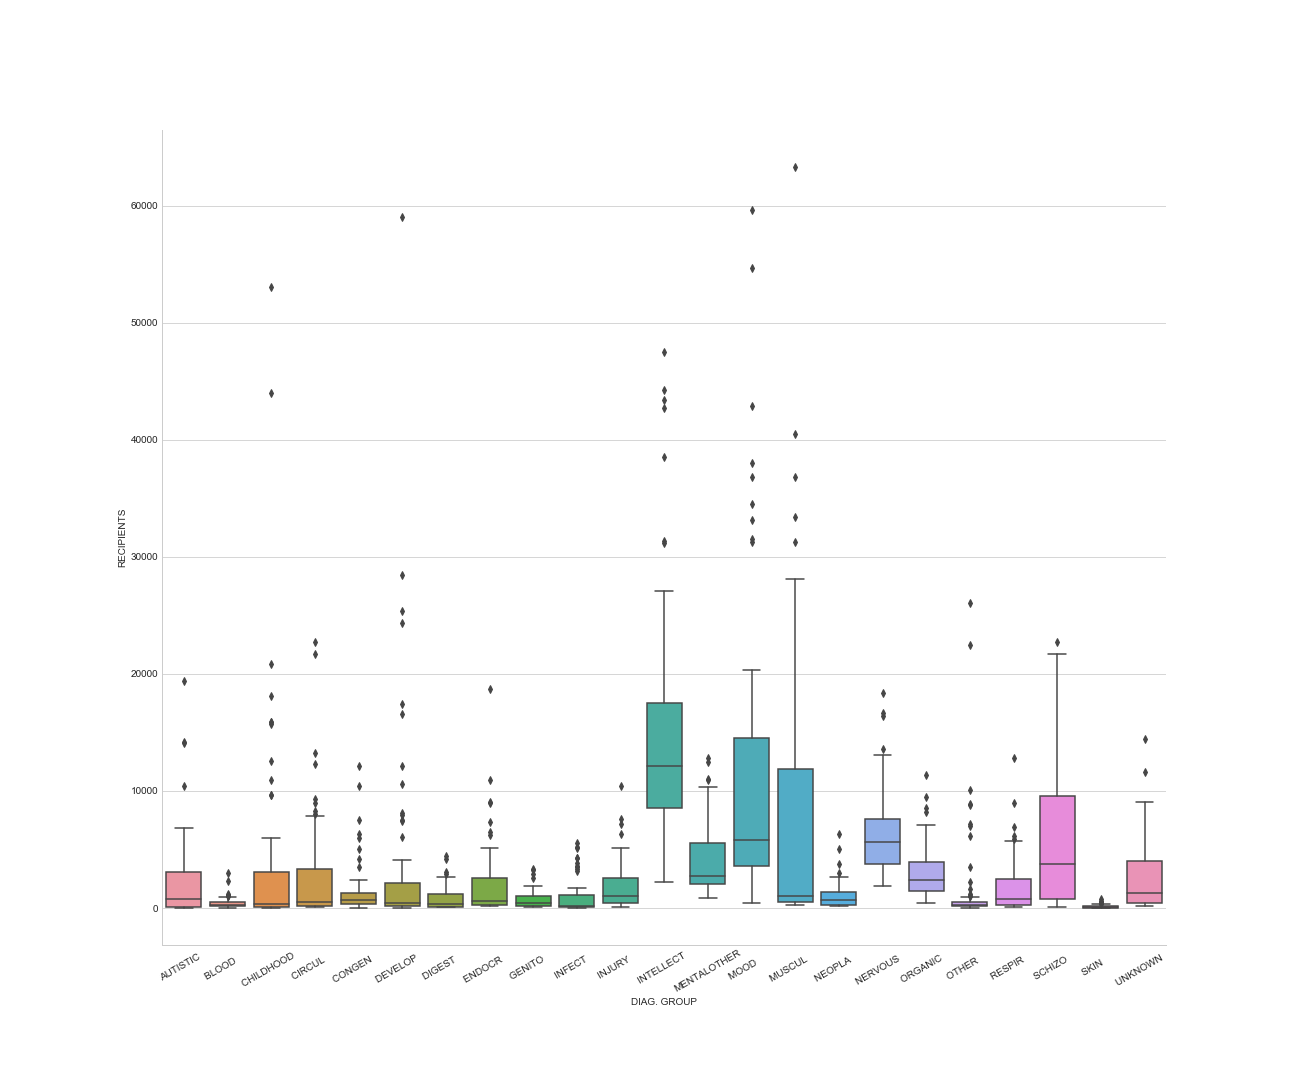 60000
50000
40000
30000
20000
10000
0
RECIPIENTS
AUTISTIC
BLOOD
CHILDHOOD
CIRCUL
CONGEN
DEVELOP
DIGEST
ENDOCR
GENITO
INFECT
INJURY
INTELLECT
MENTALOTHER
MOOD
MUSCUL
NEOPLA
NERVOUS
ORGANIC
OTHER
RESPIR
SCHIZO
SKIN
UNKNOWN
DIAG. GROUP